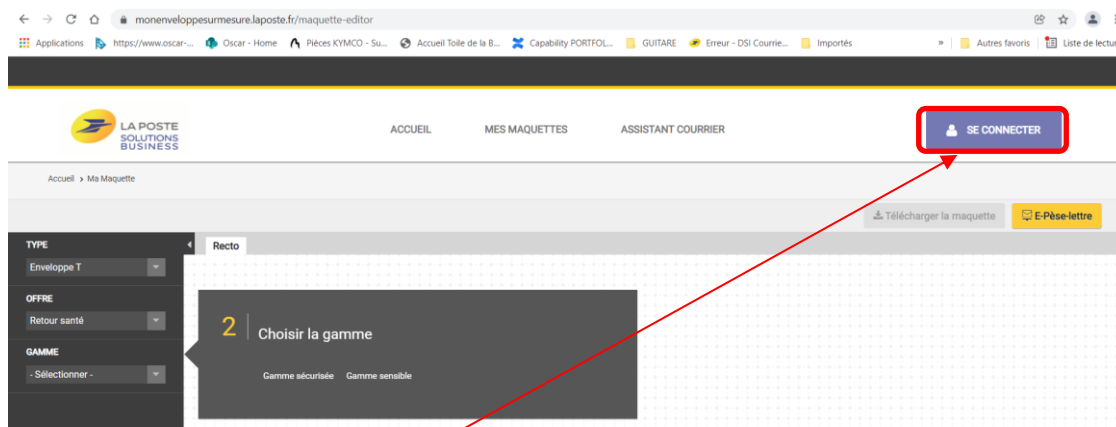 monenveloppesurmesure.laposte.fr/maquette-editor
Applications https://www.oscar-... Oscar - Home Pièces KYMCO - Su... Accueil Toile de la B... Capability PORTFOL... GUITARE Erreur - DSI Courrie... Importés » Autres favoris Liste de lectur
LA POSTE
SOLUTIONS
BUSINESS
ACCUEIL MES MAQUETTES ASSISTANT COURRIER SE CONNECTER
Accueil > Ma Maquette
Télécharger la maquette E-Pèse-lettre
TYPE Recto
Enveloppe T
OFFRE
Retour santé
2 Choisir la gamme
GAMME
- Sélectionner - Gamme sécurisée Gamme sensible